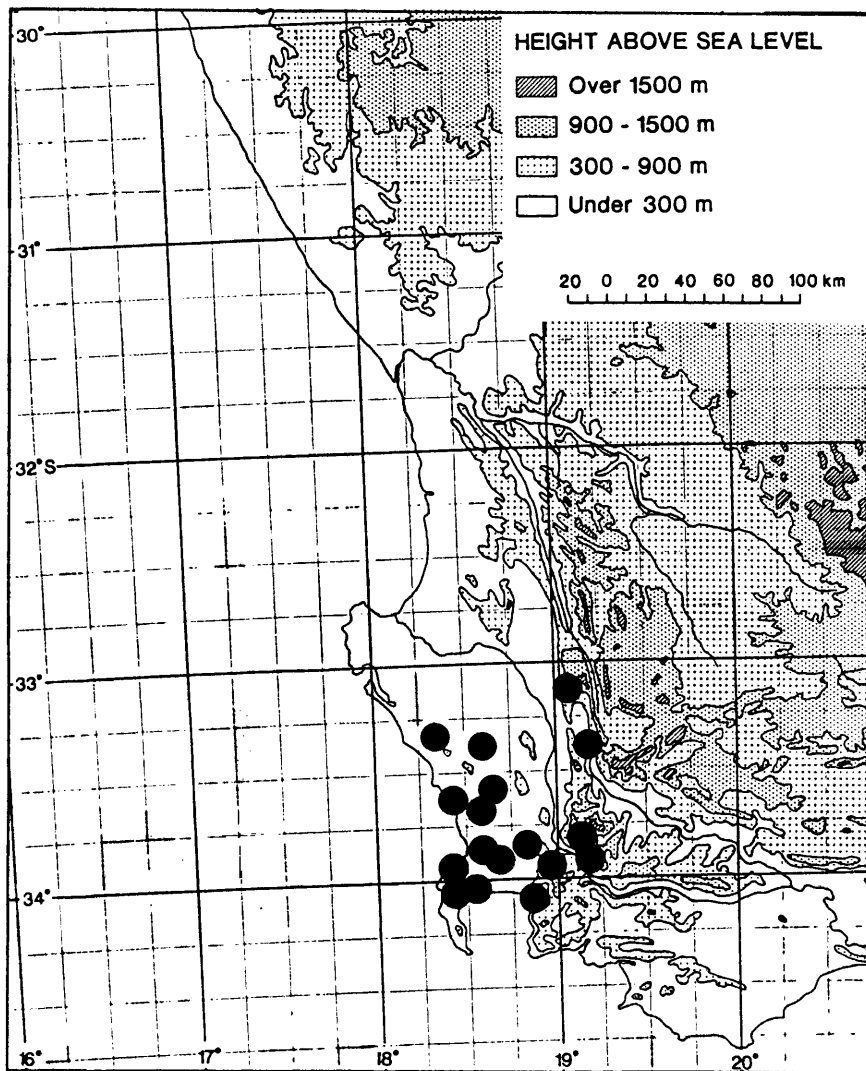 HEIGHT ABOVE SEA LEVEL
Over 1500 m
900 - 1500 m
300 - 900 m
Under 300 m
20 0 20 40 60 80 100 km
30°
31°
32°S
33°
34°
16° 17° 18° 19° 20°